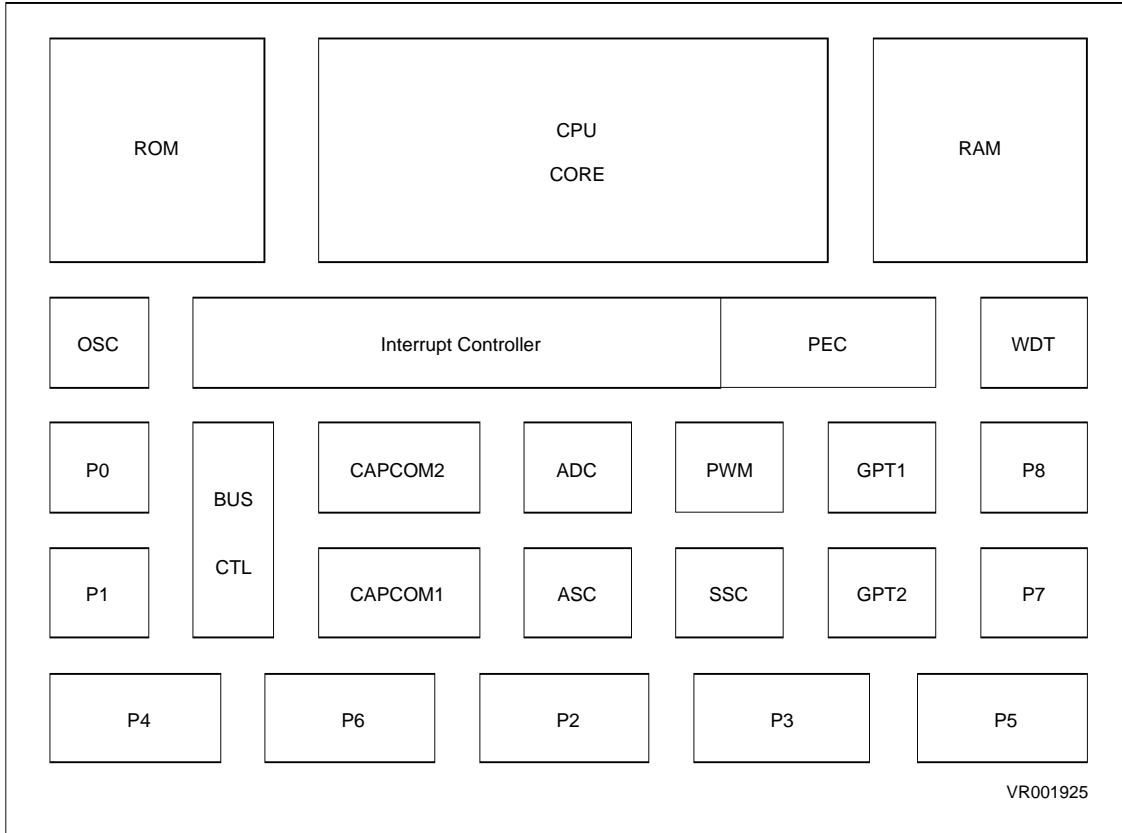 ROM
CPU
CORE
RAM
OSC
Interrupt Controller
PEC
WDT
P0
BUS
CTL
CAPCOM2
ADC
PWM
GPT1
P8
P1
CAPCOM1
ASC
SSC
GPT2
P7
P4
P6
P2
P3
P5
VR001925